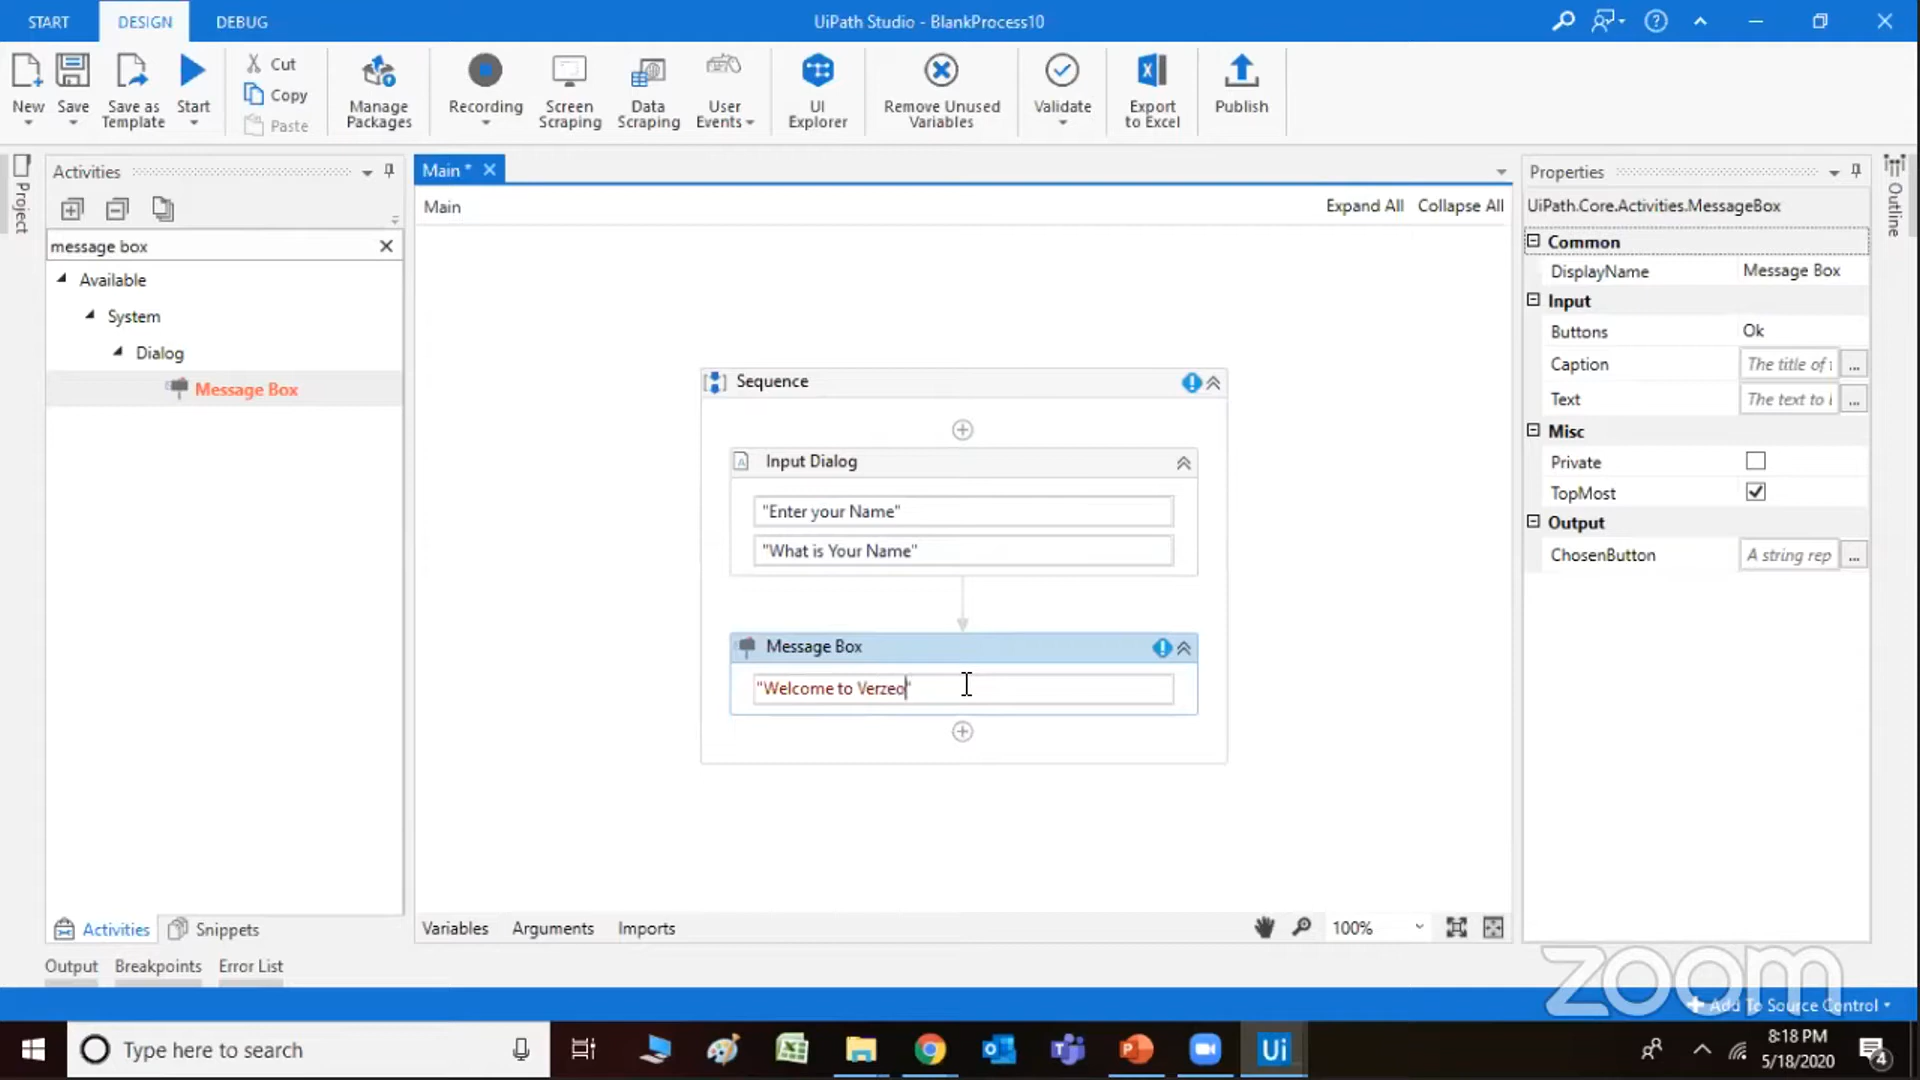 START
DESIGN
DEBUG
UiPath Studio - BlankProcess10
New
Save
Save as Template
Start
Cut
Copy
Paste
Manage Packages
Recording
Screen Scraping
Data Scraping
User Events
UI Explorer
Remove Unused Variables
Validate
Export to Excel
Publish
Project
Activities
message box
Available
System
Dialog
Message Box
Activities
Snippets
Main *
Main
Expand All
Collapse All
Sequence
Input Dialog
"Enter your Name"
"What is Your Name"
Message Box
"Welcome to Verzeo"
Variables
Arguments
Imports
100%
Properties
UiPath.Core.Activities.MessageBox
Common
DisplayName
Message Box
Input
Buttons
Ok
Caption
The title of
...
Text
The text to
...
Misc
Private
TopMost
Output
ChosenButton
A string rep
...
Outline
Output
Breakpoints
Error List
zoom
Add To Source Control
Type here to search
Ui
8:18 PM
5/18/2020
4